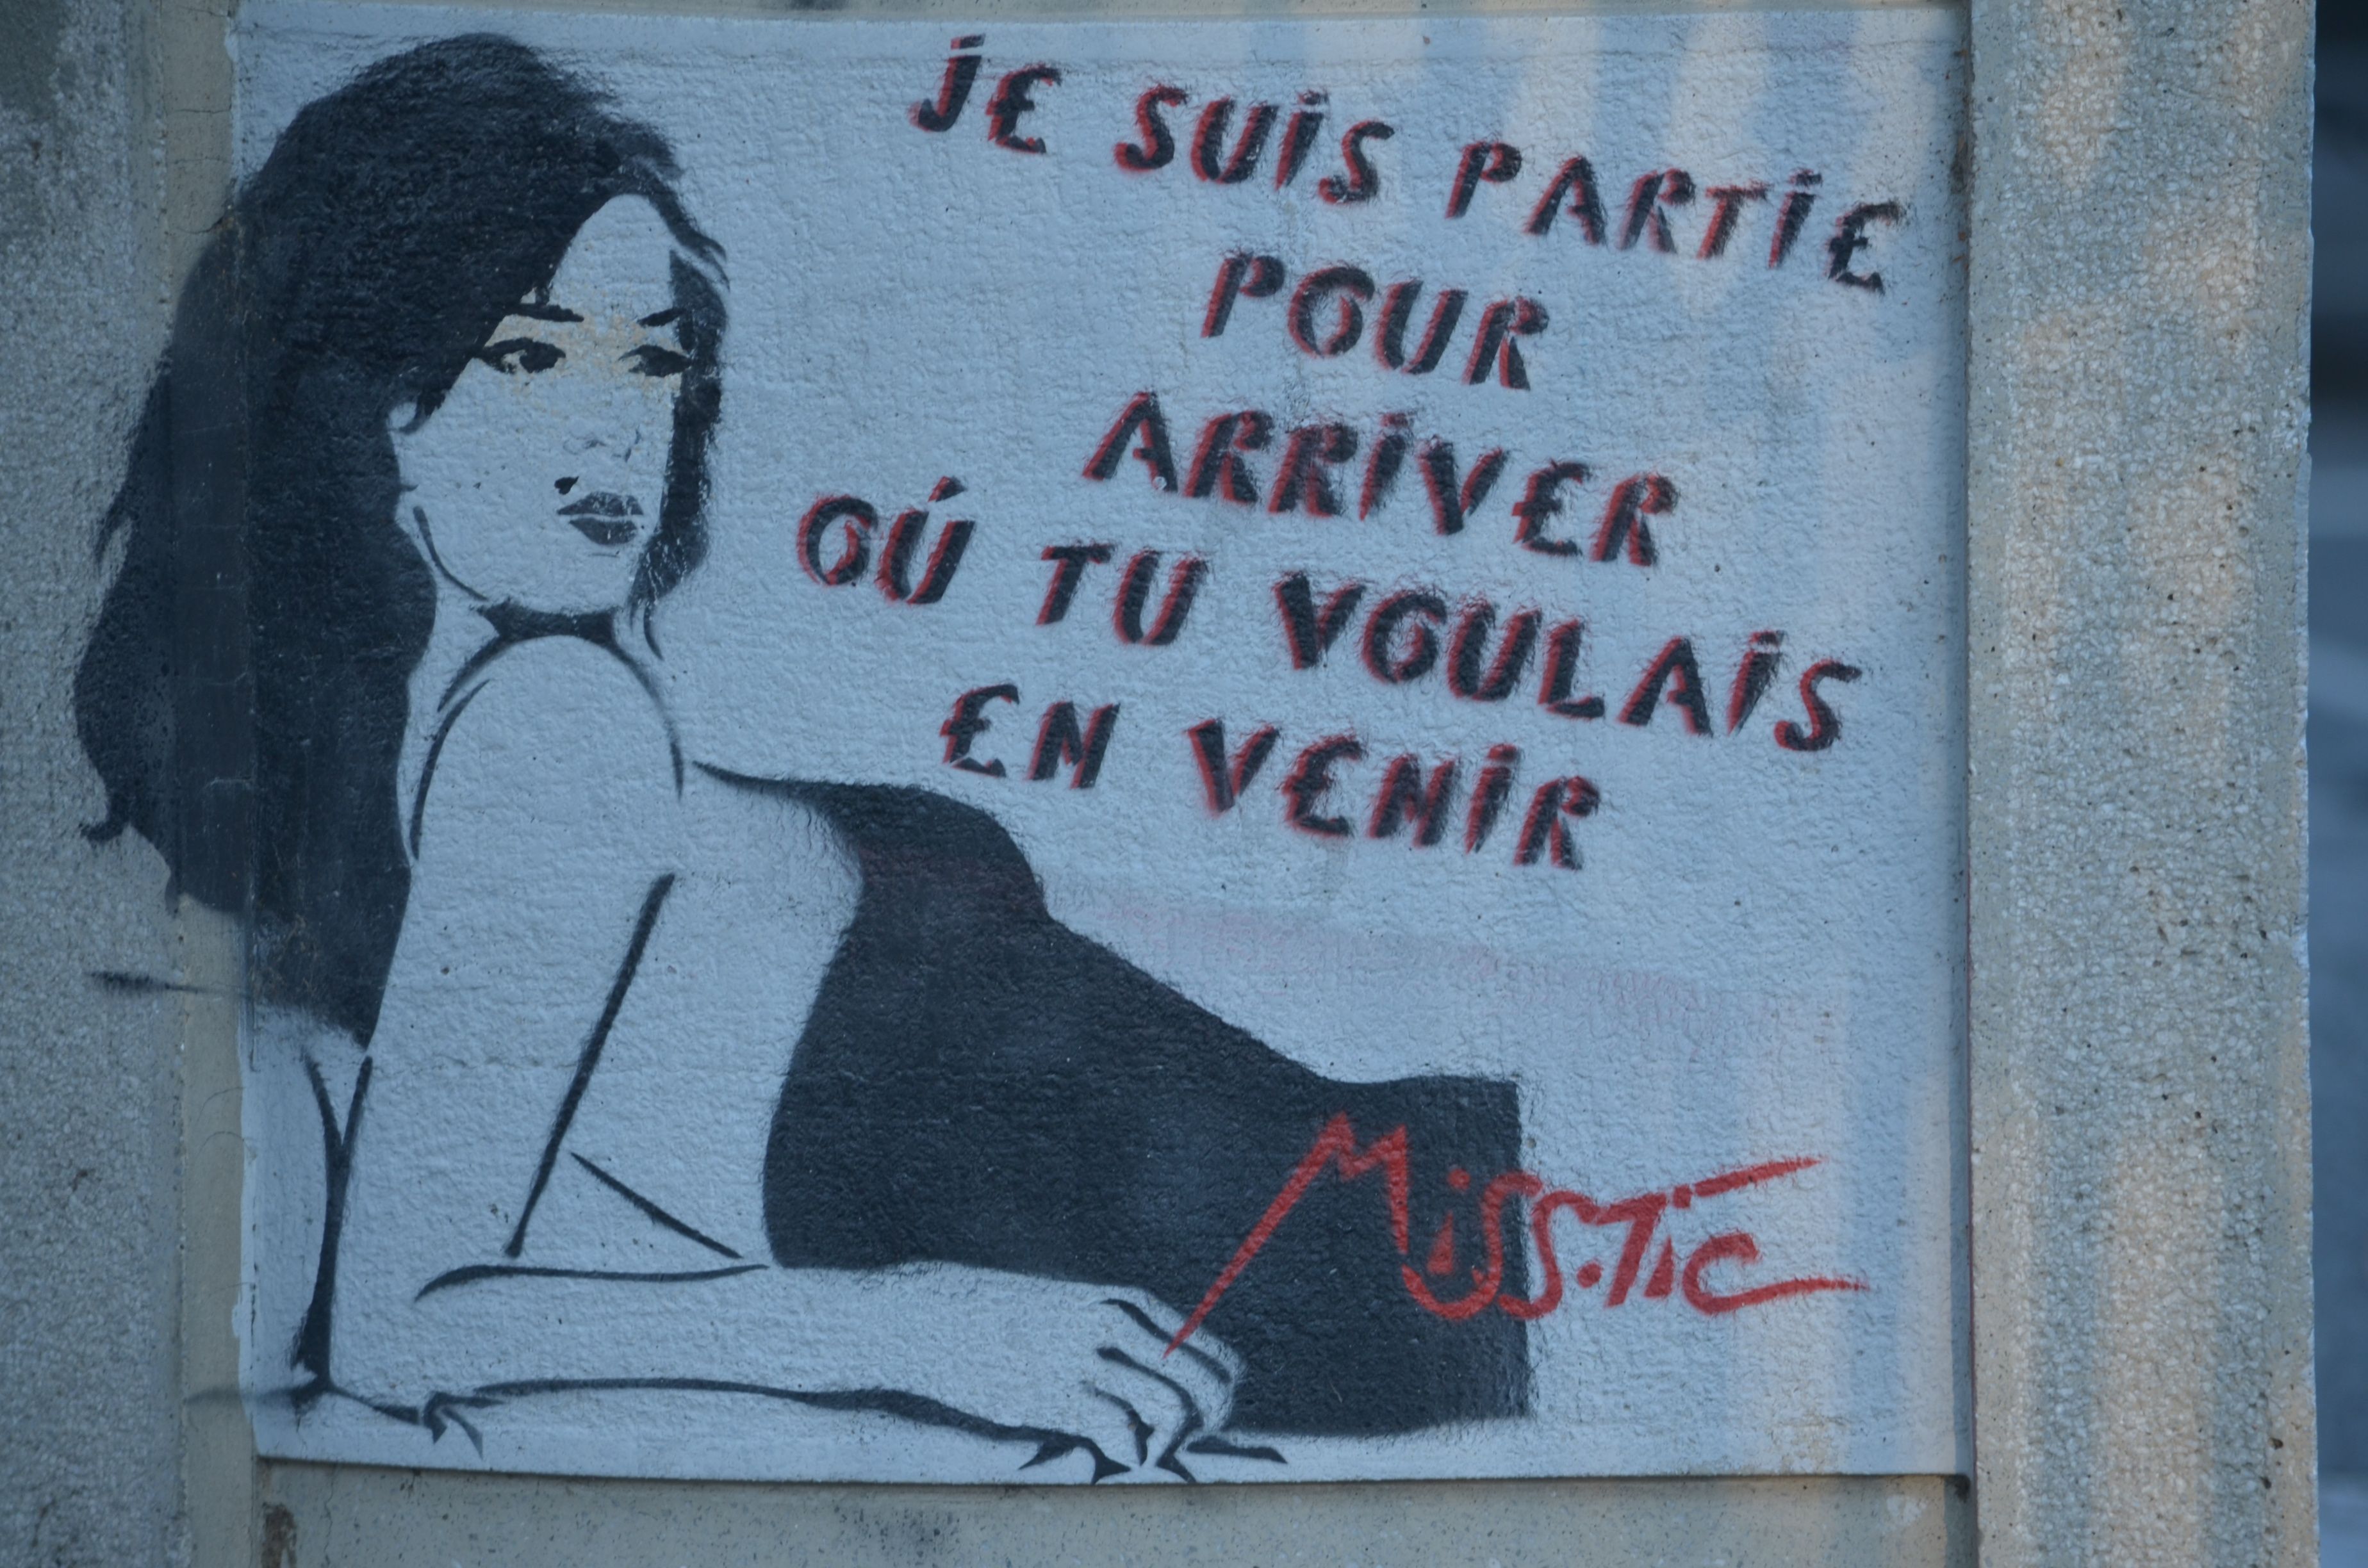 JE SUIS PARTIE
POUR
ARRIVER
OÚ TU VOULAIS
EN VENIR
MISS.TIC